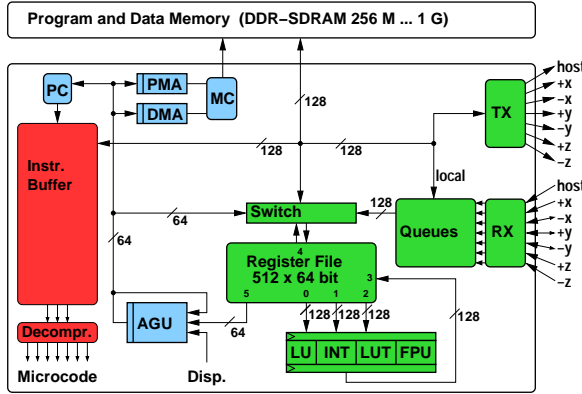 Program and Data Memory (DDR−SDRAM 256 M ... 1 G)
PC
PMA
DMA
MC
128
TX
host
+x
−x
+y
−y
+z
−z
Instr.
Buffer
128
128
local
64
64
Switch
128
Queues
RX
host
+x
-x
+y
-y
+z
−z
4
Register File
512 x 64 bit
3
5
0
1
2
AGU
64
128
128
128
128
Decompr.
LU
INT
LUT
FPU
Microcode
Disp.